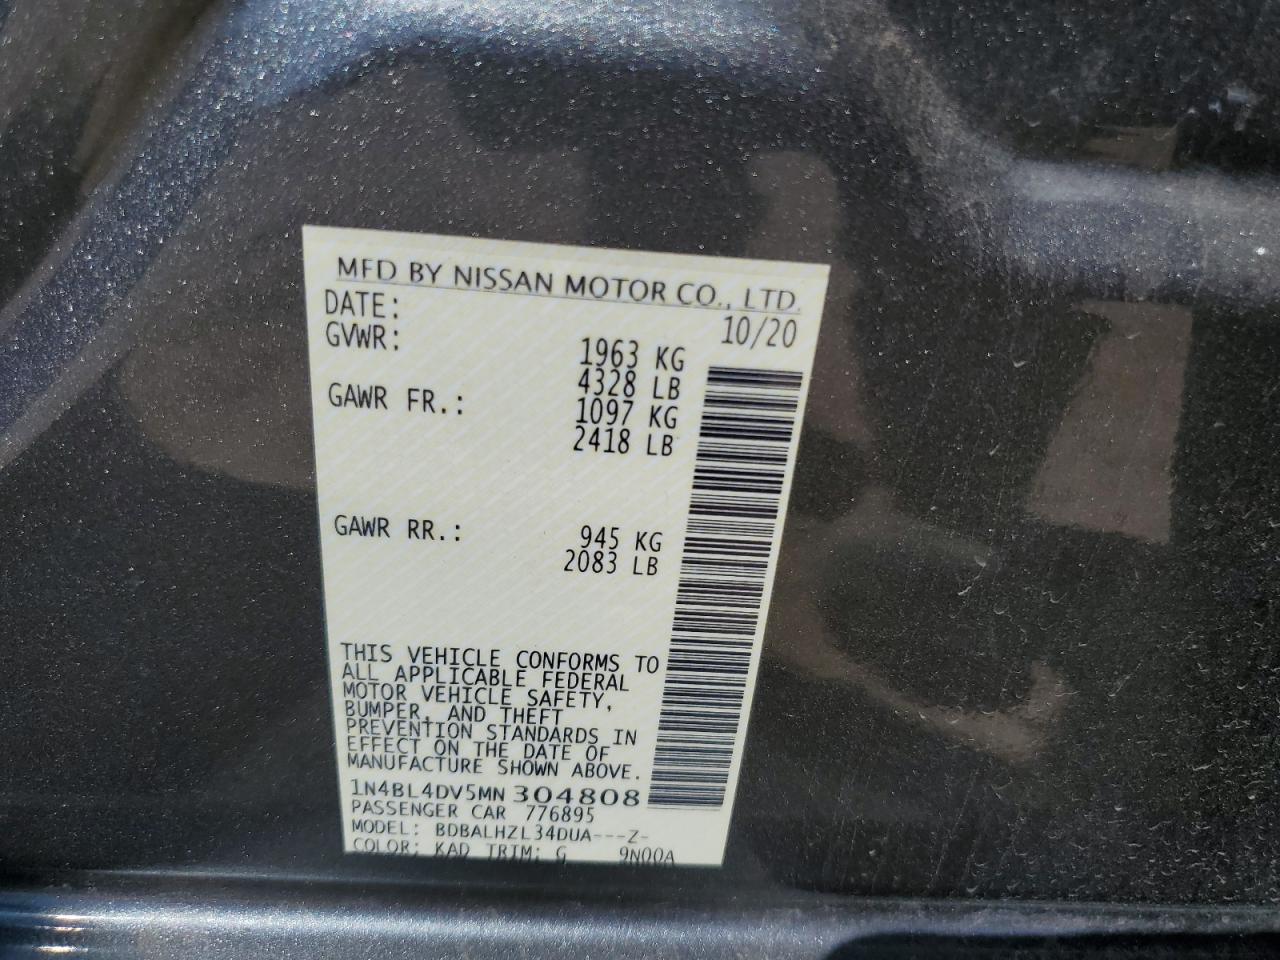 MFD BY NISSAN MOTOR CO., LTD.
DATE: 10/20
GVWR: 1963 KG
4328 LB
GAWR FR.: 1097 KG
2418 LB
GAWR RR.: 945 KG
2083 LB
THIS VEHICLE CONFORMS TO
ALL APPLICABLE FEDERAL
MOTOR VEHICLE SAFETY,
BUMPER, AND THEFT
PREVENTION STANDARDS IN
EFFECT ON THE DATE OF
MANUFACTURE SHOWN ABOVE.
1N4BL4DV5MN304808
PASSENGER CAR 776895
MODEL: BDBALHZL34DUA---Z-
COLOR: KAD TRIM: G 9N00A